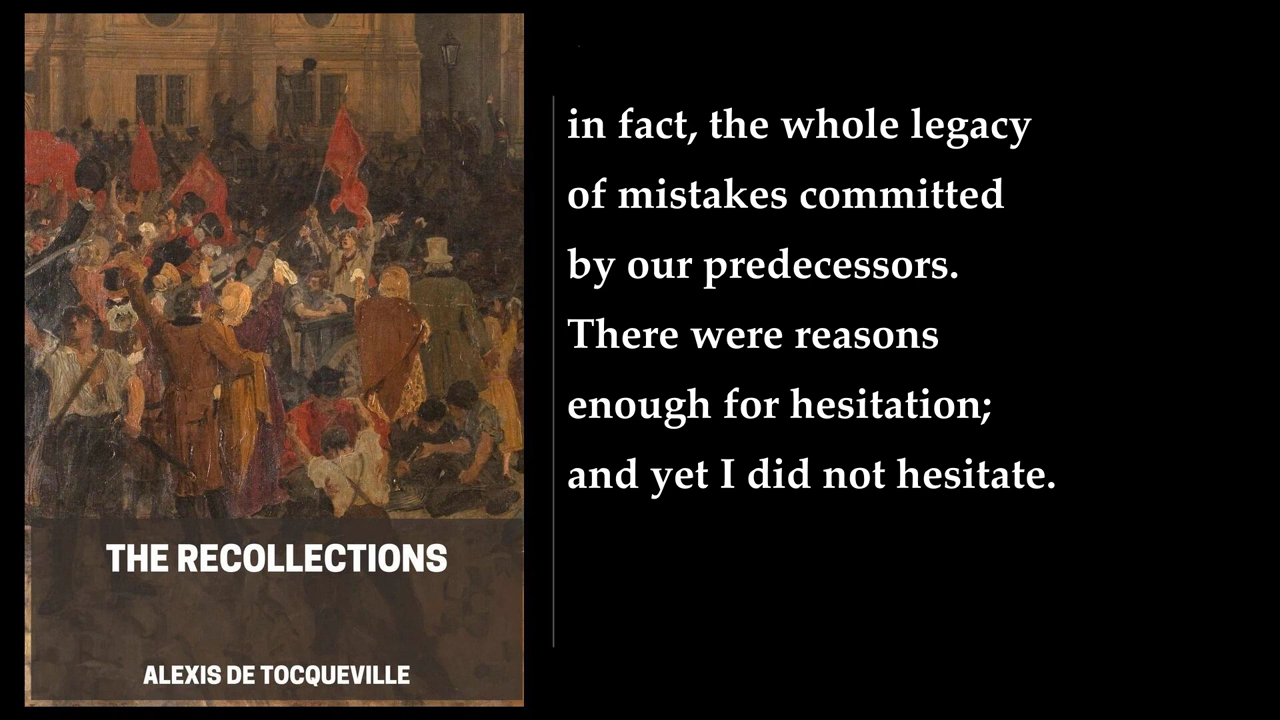 THE RECOLLECTIONS
ALEXIS DE TOCQUEVILLE
in fact, the whole legacy
of mistakes committed
by our predecessors.
There were reasons
enough for hesitation;
and yet I did not hesitate.